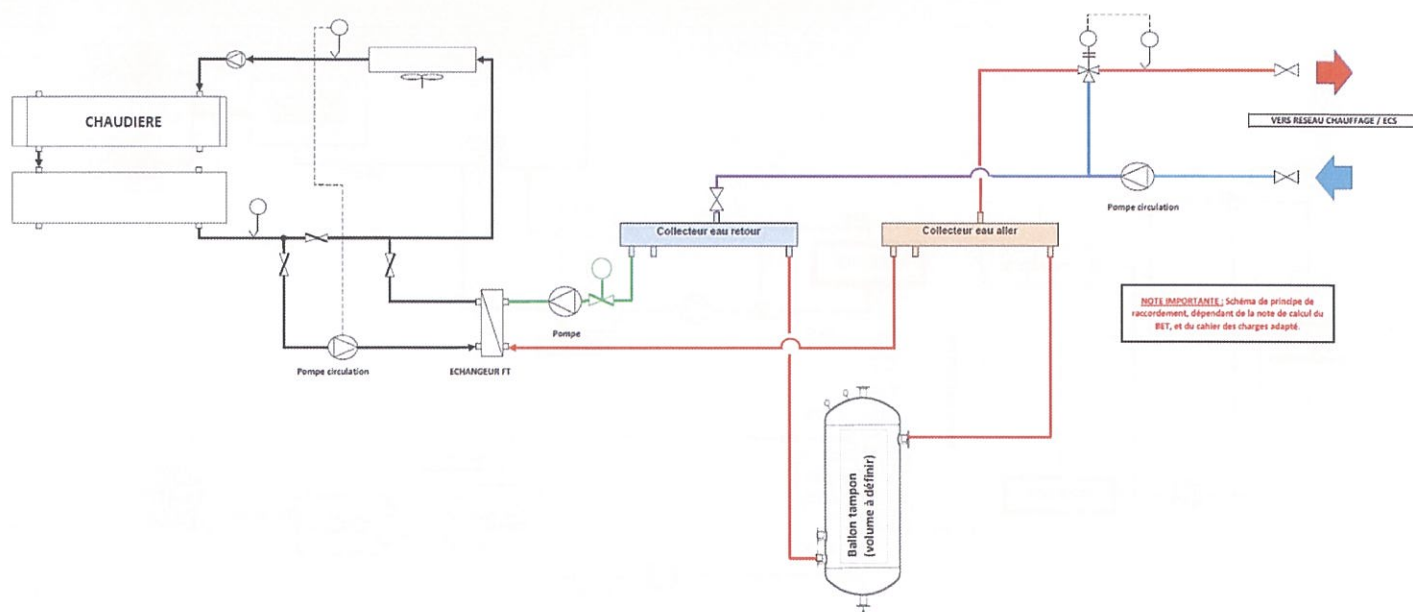 CHAUDIERE
VERS RESEAU CHAUFFAGE / ECS
Pompe circulation
Collecteur eau retour
Collecteur eau aller
NOTE IMPORTANTE : Schéma de principe de
raccordement, dépendant de la note de calcul du
BET, et du cahier des charges adapté.
Pompe
Pompe circulation
ECHANGEUR FT
Ballon tampon
(volume à définir)